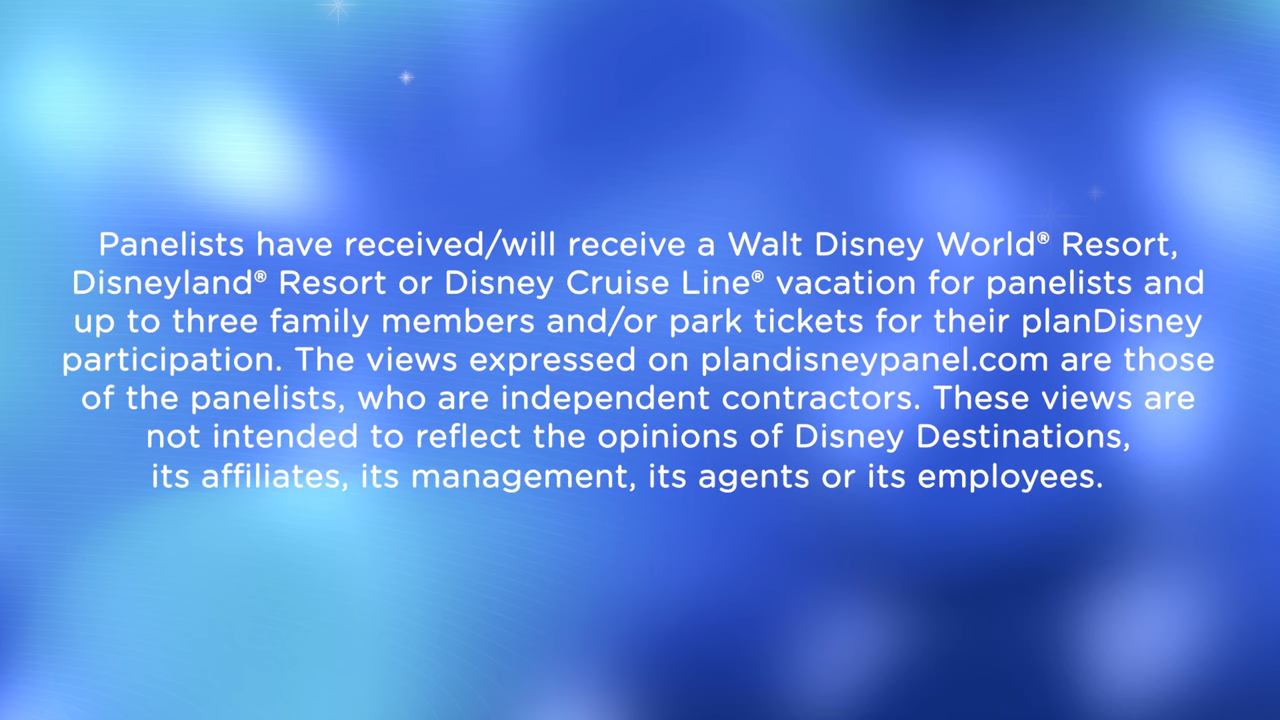 Panelists have received/will receive a Walt Disney World® Resort,
Disneyland® Resort or Disney Cruise Line® vacation for panelists and
up to three family members and/or park tickets for their planDisney
participation. The views expressed on plandisneypanel.com are those
of the panelists, who are independent contractors. These views are
not intended to reflect the opinions of Disney Destinations,
its affiliates, its management, its agents or its employees.